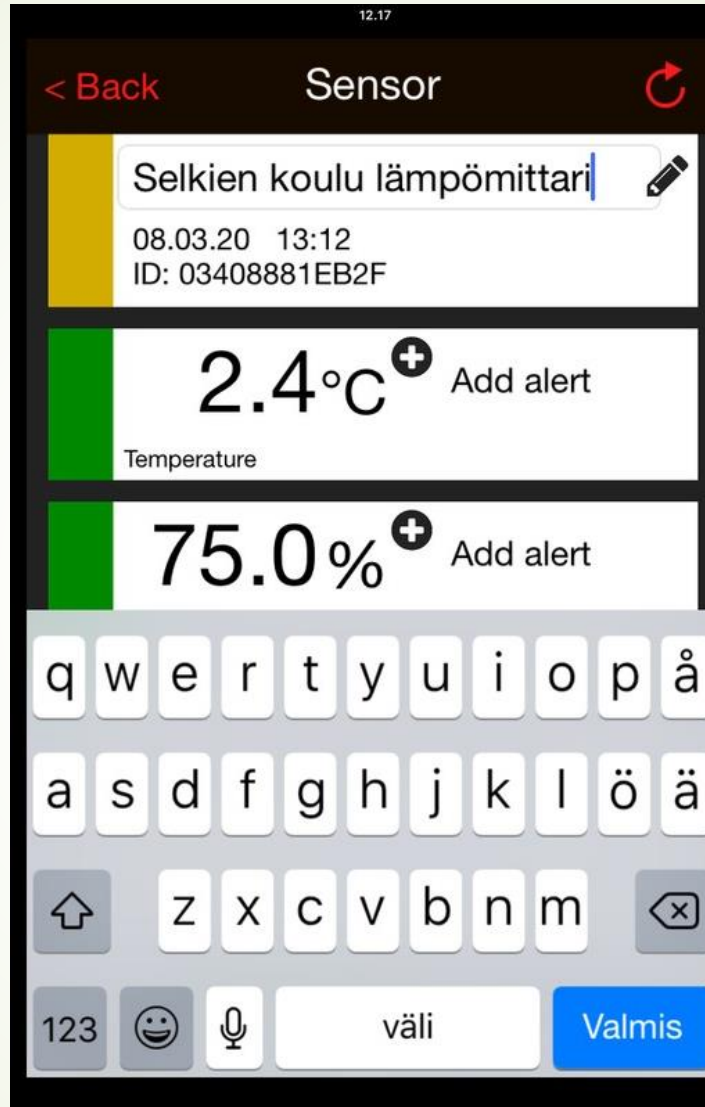 12.17
< Back Sensor
Selkien koulu lämpömittari
08.03.20 13:12
ID: 03408881EB2F
2.4°C Add alert
Temperature
75.0% Add alert
q w e r t y u i o p å
a s d f g h j k l ö ä
z x c v b n m
123 väli Valmis